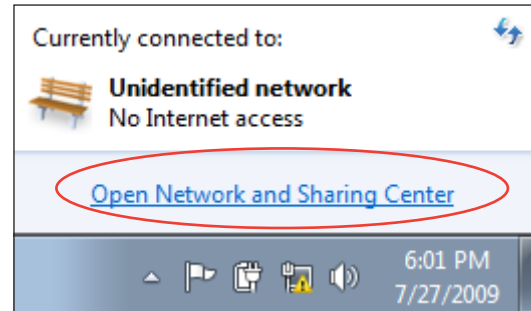 Currently connected to:
Unidentified network
No Internet access
Open Network and Sharing Center
6:01 PM
7/27/2009